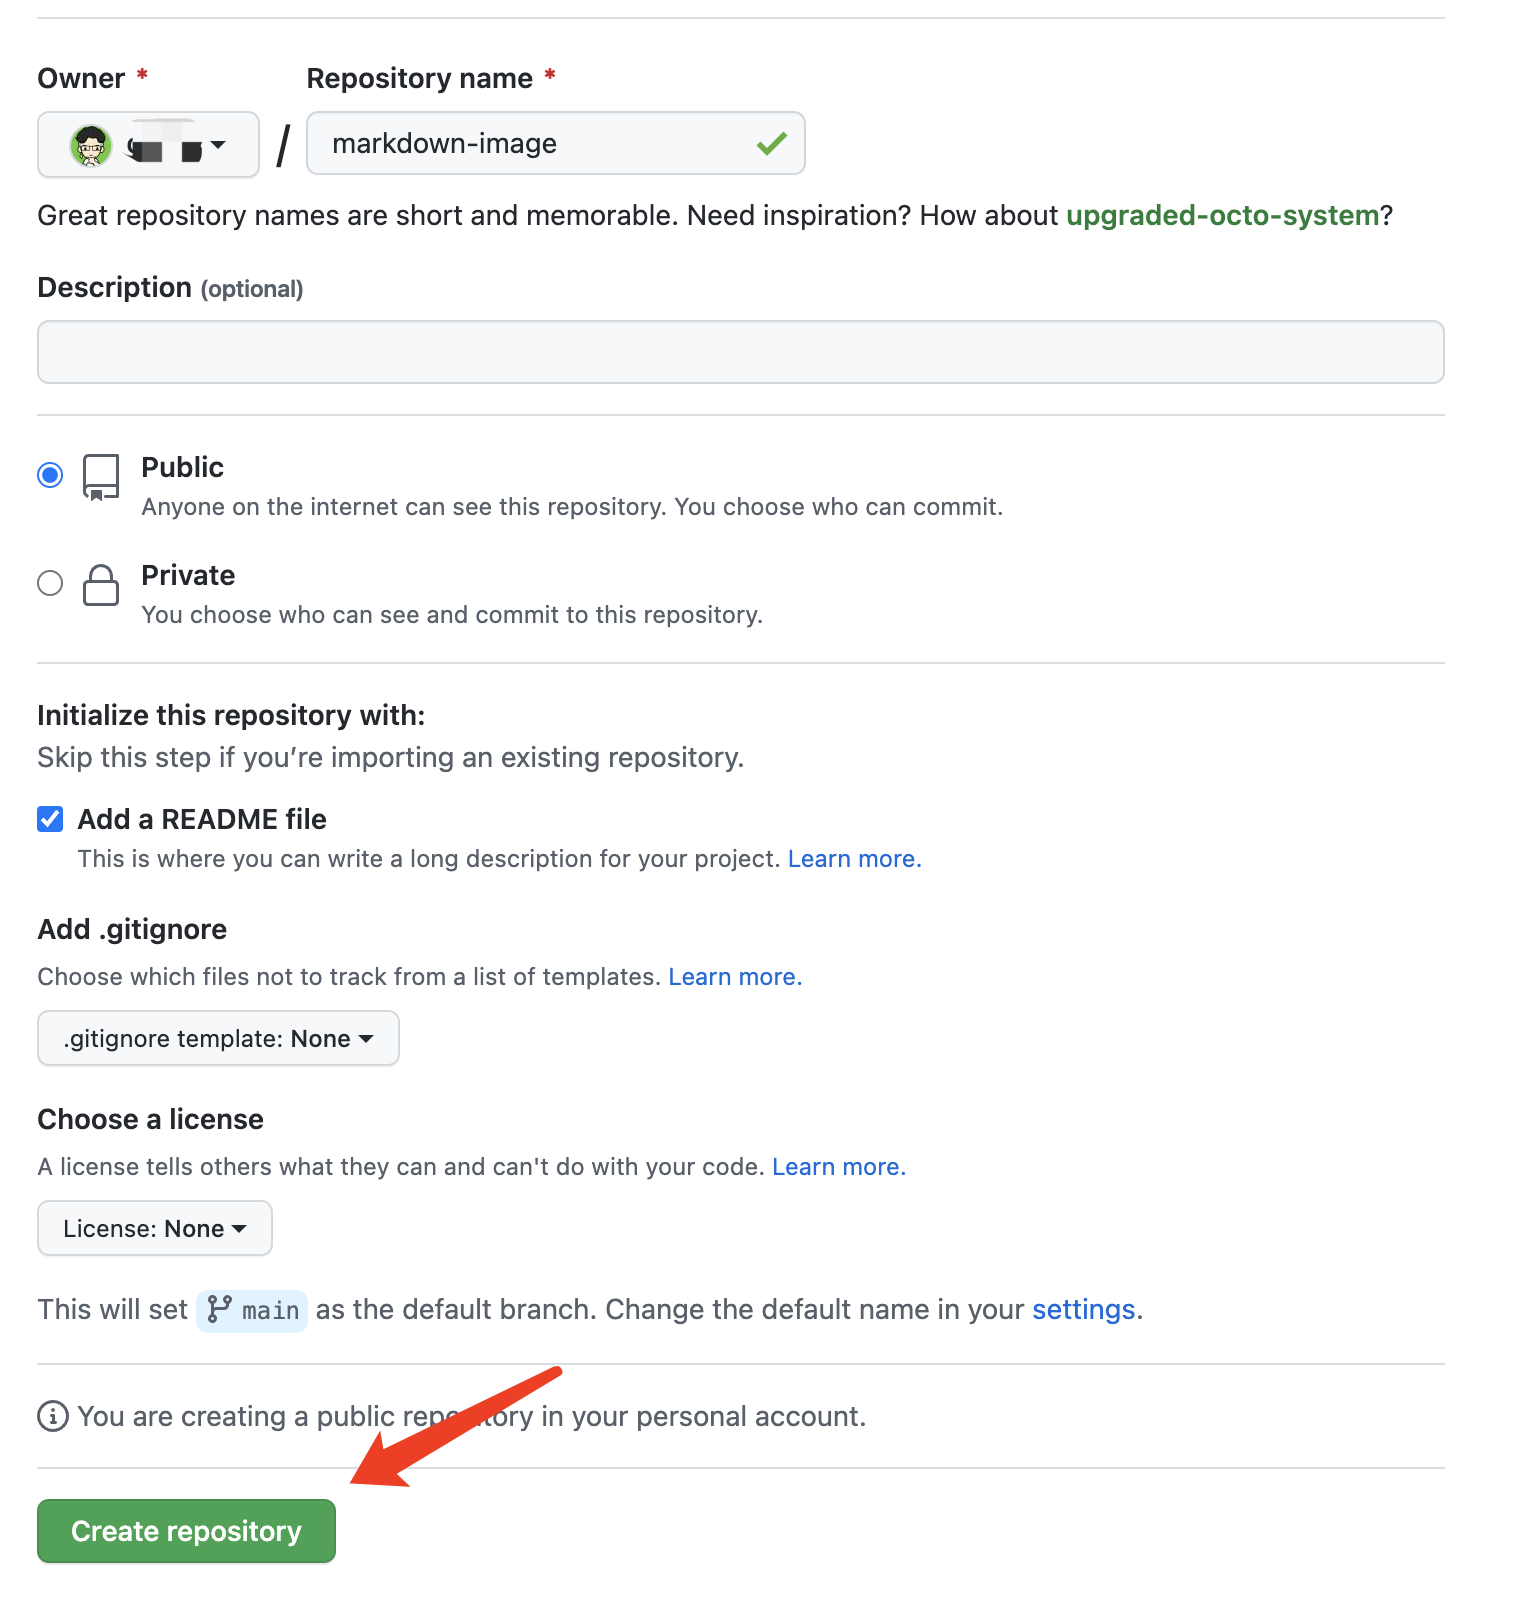 Owner * Repository name *
/ markdown-image
Great repository names are short and memorable. Need inspiration? How about upgraded-octo-system?
Description (optional)
Public
Anyone on the internet can see this repository. You choose who can commit.
Private
You choose who can see and commit to this repository.
Initialize this repository with:
Skip this step if you’re importing an existing repository.
Add a README file
This is where you can write a long description for your project. Learn more.
Add .gitignore
Choose which files not to track from a list of templates. Learn more.
.gitignore template: None
Choose a license
A license tells others what they can and can't do with your code. Learn more.
License: None
This will set main as the default branch. Change the default name in your settings.
You are creating a public repository in your personal account.
Create repository